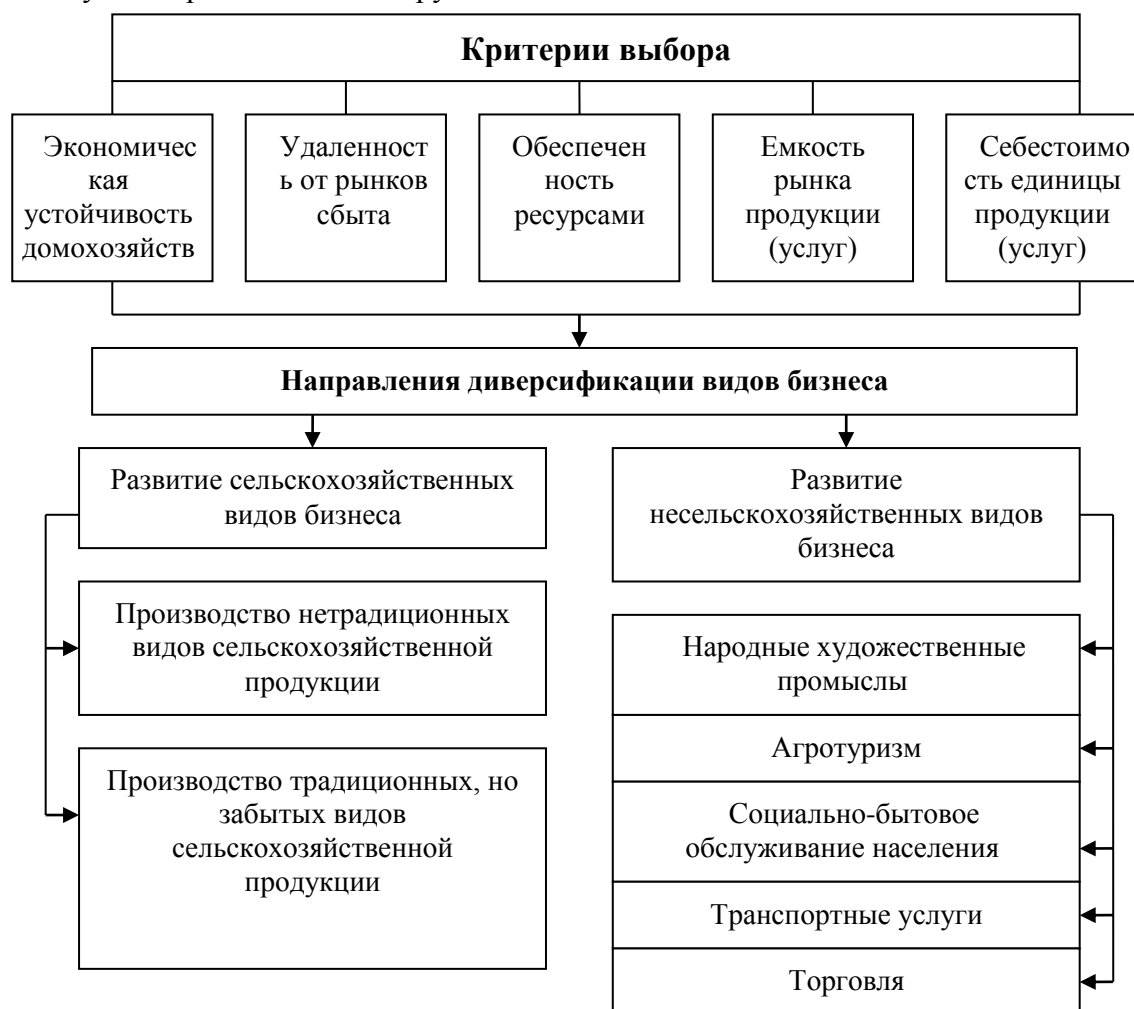 Критерии выбора
Экономичес
кая
устойчивость
домохозяйств
Удаленност
ь от рынков
сбыта
Обеспечен
ность
ресурсами
Емкость
рынка
продукции
(услуг)
Себестоимо
сть единицы
продукции
(услуг)
Направления диверсификации видов бизнеса
Развитие сельскохозяйственных
видов бизнеса
Производство нетрадиционных
видов сельскохозяйственной
продукции
Производство традиционных, но
забытых видов
сельскохозяйственной
продукции
Развитие
несельскохозяйственных видов
бизнеса
Народные художественные
промыслы
Агротуризм
Социально-бытовое
обслуживание населения
Транспортные услуги
Торговля